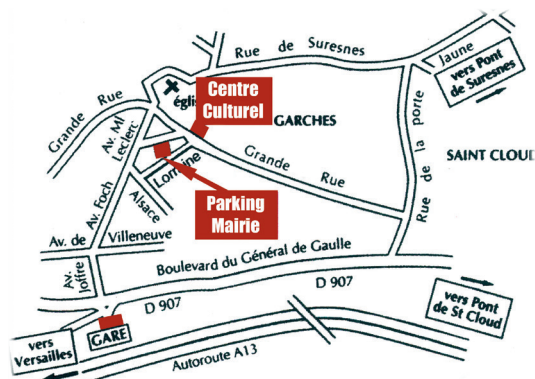 Rue de Suresnes
Jaune
vers Pont
de Suresnes
église
Centre
Culturel
Grande Rue
Av. Ml
Leclerc
GARCHES
Rue de la porte
SAINT CLOUD
Lorraine
Grande Rue
Alsace
Parking
Mairie
Av. Foch
Av. de Villeneuve
Boulevard du Général de Gaulle
Av.
Joffre
D 907
D 907
vers Pont
de St Cloud
GARE
vers
Versailles
Autoroute A13